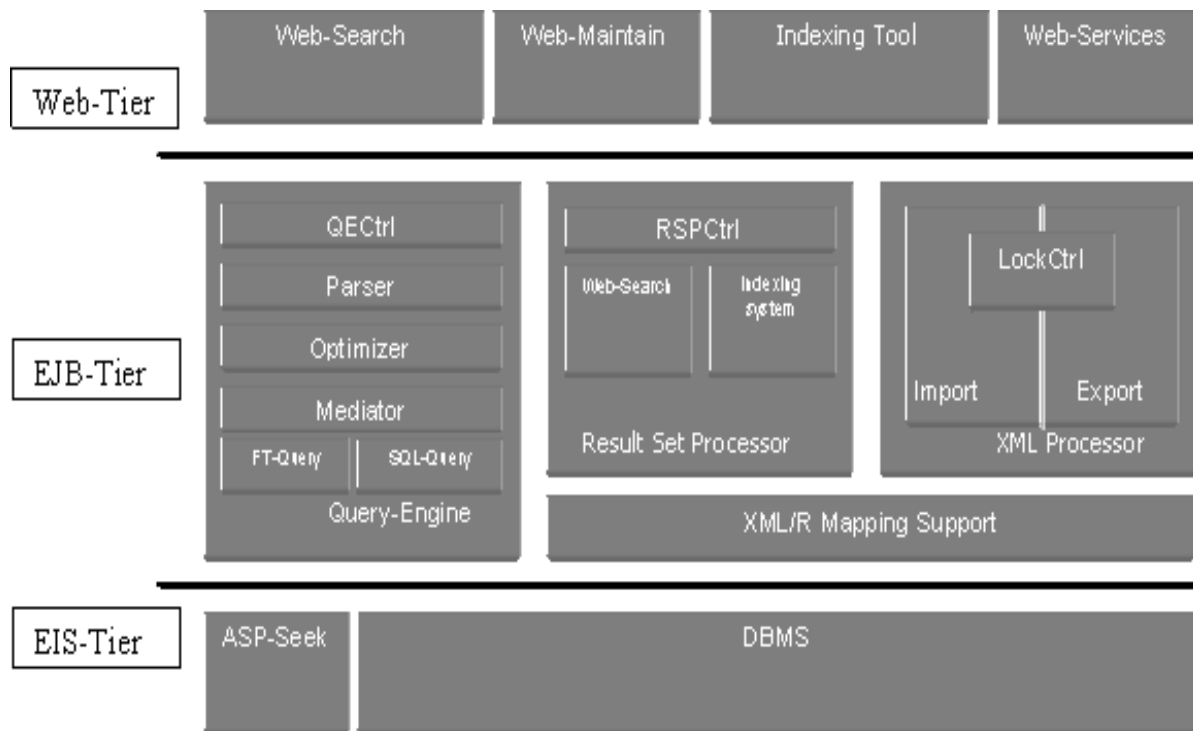 Web-Search
Web-Maintain
Indexing Tool
Web-Services
Web-Tier
QECtrl
Parser
Optimizer
Mediator
FT-Query
SQL-Query
Query-Engine
RSPCtrl
Web-Search
Indexing
system
Result Set Processor
LockCtrl
Import
Export
XML Processor
XML/R Mapping Support
EJB-Tier
ASP-Seek
DBMS
EIS-Tier